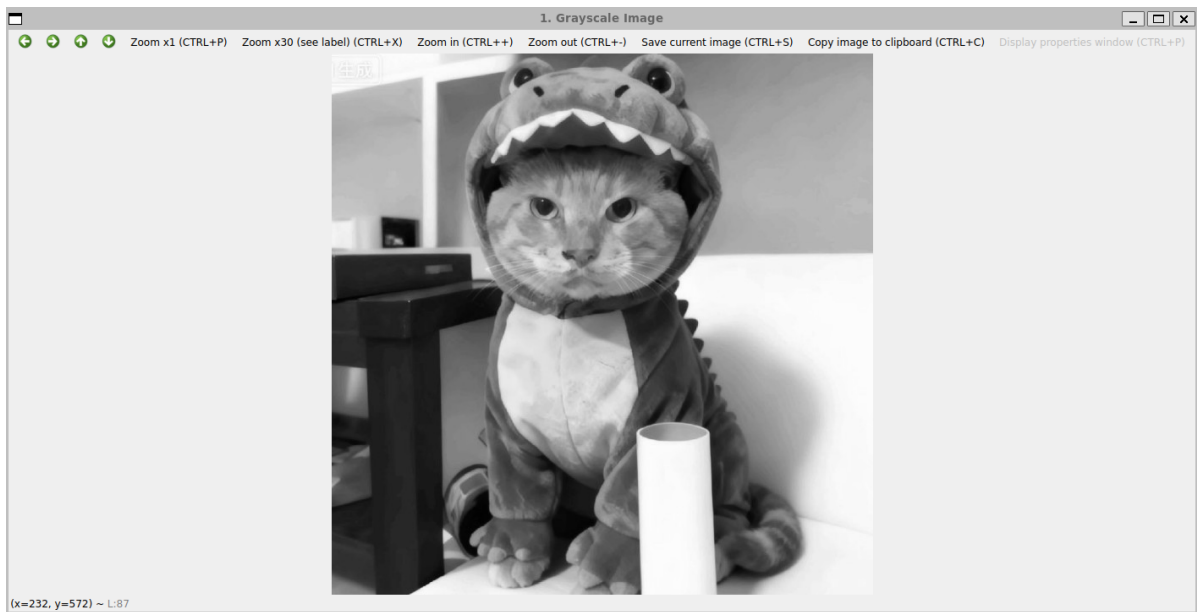 1. Grayscale Image
Zoom x1 (CTRL+P) Zoom x30 (see label) (CTRL+X) Zoom in (CTRL++) Zoom out (CTRL+-) Save current image (CTRL+S) Copy image to clipboard (CTRL+C) Display properties window (CTRL+P)
生成
(x=232, y=572) ~ L:87